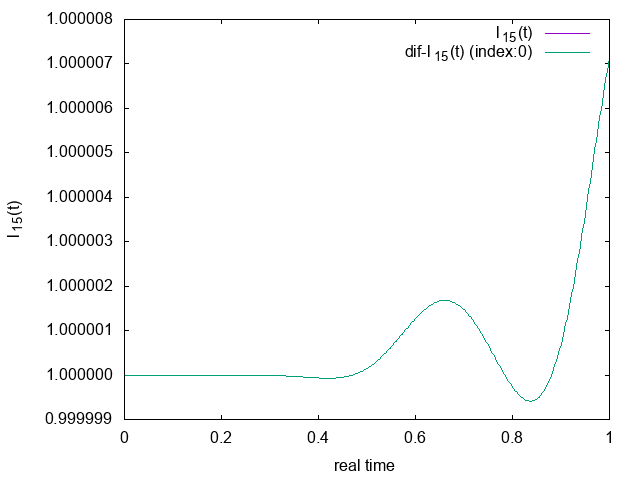 1.000008
1.000007
1.000006
1.000005
1.000004
1.000003
1.000002
1.000001
1.000000
0.999999
I15(t)
I15(t)
dif-I15(t) (index:0)
0 0.2 0.4 0.6 0.8 1
real time